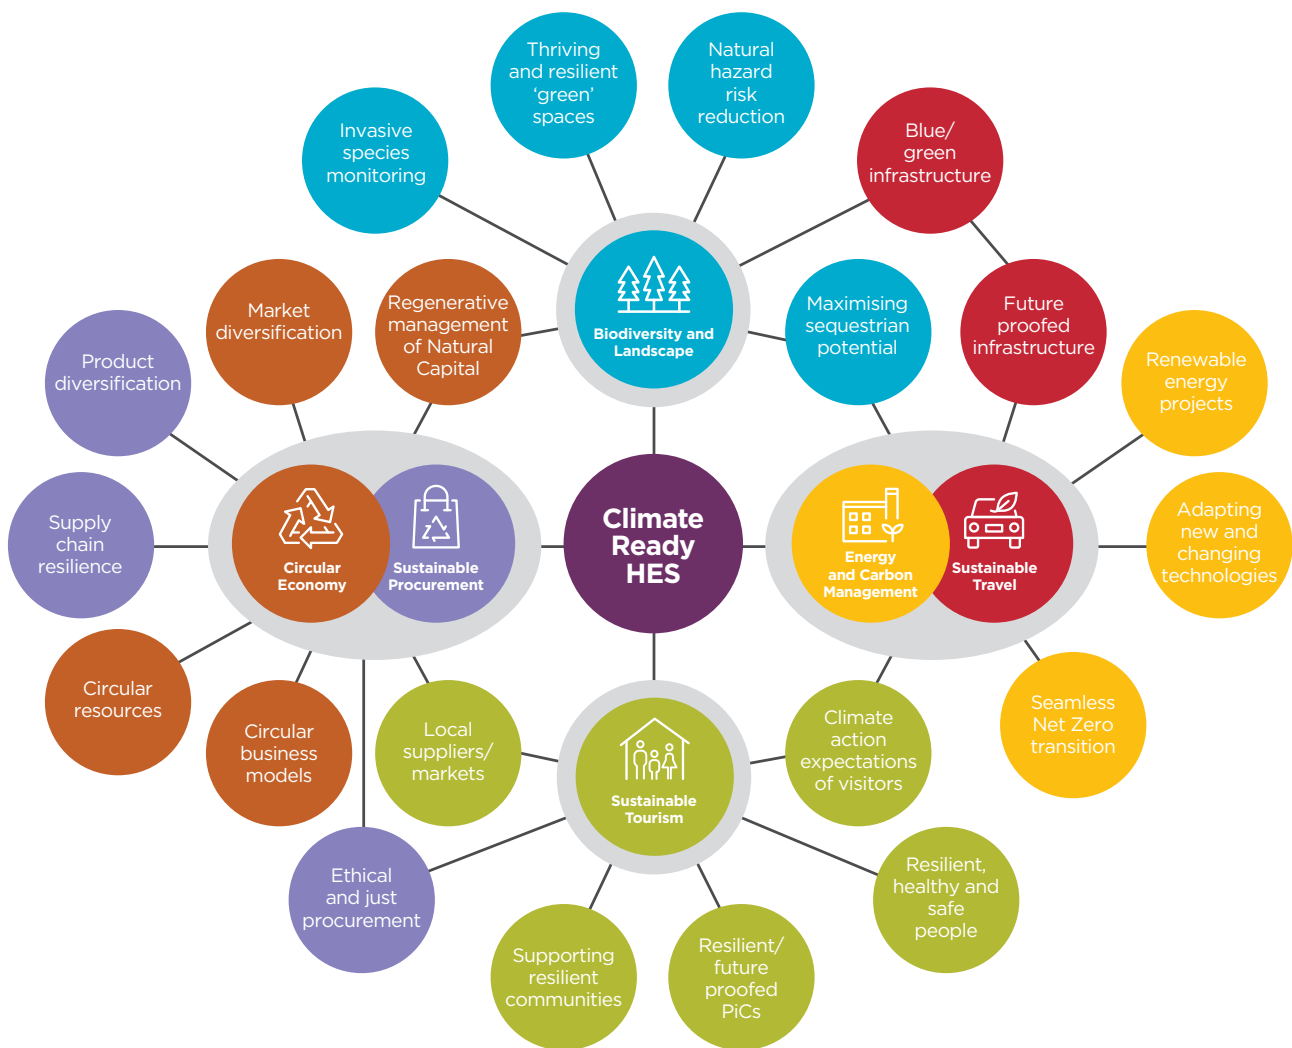 Thriving
and resilient
‘green’
spaces
Natural
hazard
risk
reduction
Invasive
species
monitoring
Blue/
green
infrastructure
Market
diversification
Regenerative
management
of Natural
Capital
Biodiversity and
Landscape
Maximising
sequestrian
potential
Future
proofed
infrastructure
Product
diversification
Renewable
energy
projects
Supply
chain
resilience
Circular
Economy
Sustainable
Procurement
Climate
Ready
HES
Energy
and Carbon
Management
Sustainable
Travel
Adapting
new and
changing
technologies
Circular
resources
Circular
business
models
Local
suppliers/
markets
Sustainable
Tourism
Climate
action
expectations
of visitors
Seamless
Net Zero
transition
Ethical
and just
procurement
Supporting
resilient
communities
Resilient/
future
proofed
PiCs
Resilient,
healthy and
safe
people